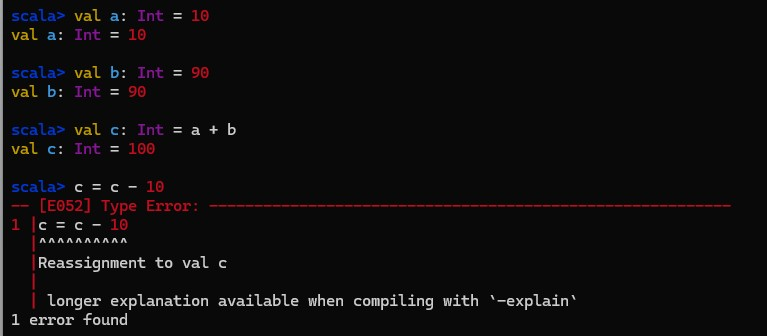 scala> val a: Int = 10
val a: Int = 10
scala> val b: Int = 90
val b: Int = 90
scala> val c: Int = a + b
val c: Int = 100
scala> c = c - 10
-- [E052] Type Error: ----------------------------------------------------------
1 |c = c - 10
  |^^^^^^^^^^
  |Reassignment to val c
  |
  | longer explanation available when compiling with `-explain`
1 error found